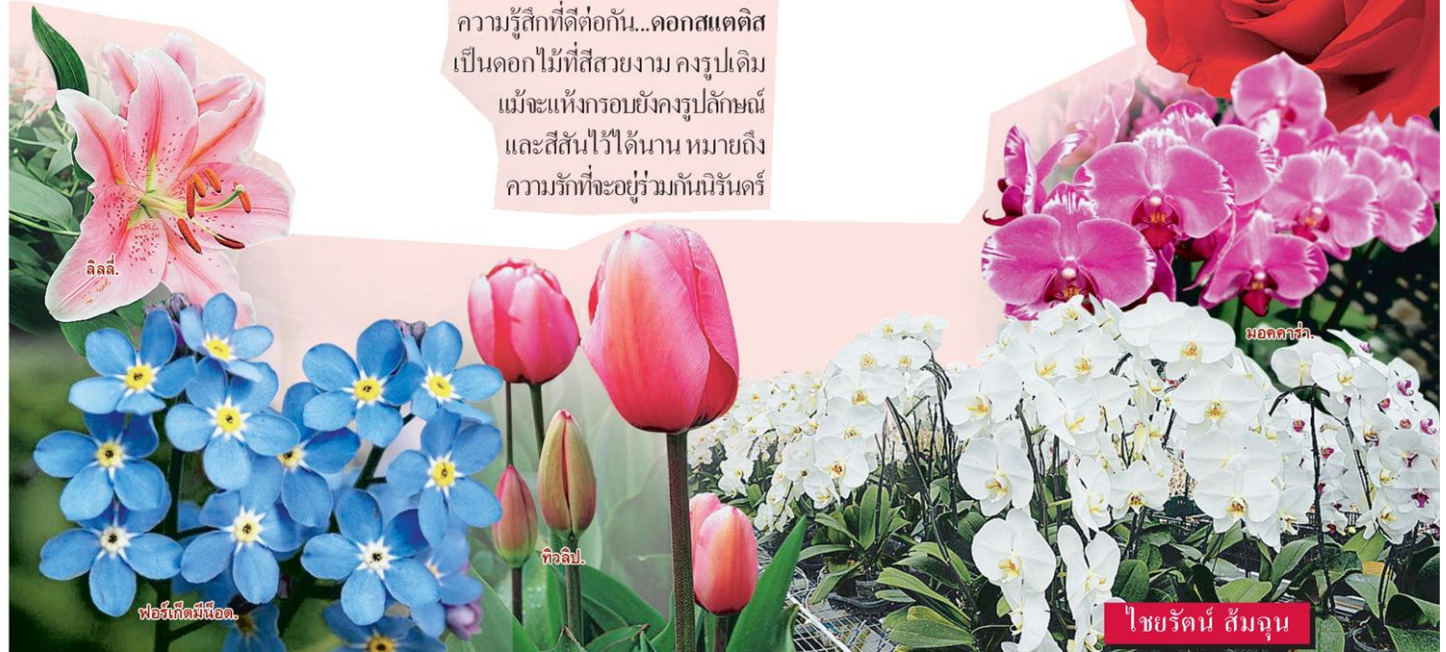 ความรู้สึกที่ดีต่อกัน...ดอกสแตติส
เป็นดอกไม้ที่สีสวยงาม คงรูปเดิม
แม้จะแห้งกรอบยังคงรูปลักษณ์
และสีสันไว้ได้นาน หมายถึง
ความรักที่จะอยู่ร่วมกันนิรันดร์
ลิลลี่.
มอคคาร่า.
ทิวลิป.
ฟอร์เก็ตมีน็อต.
ไชยรัตน์ ส้มฉุน